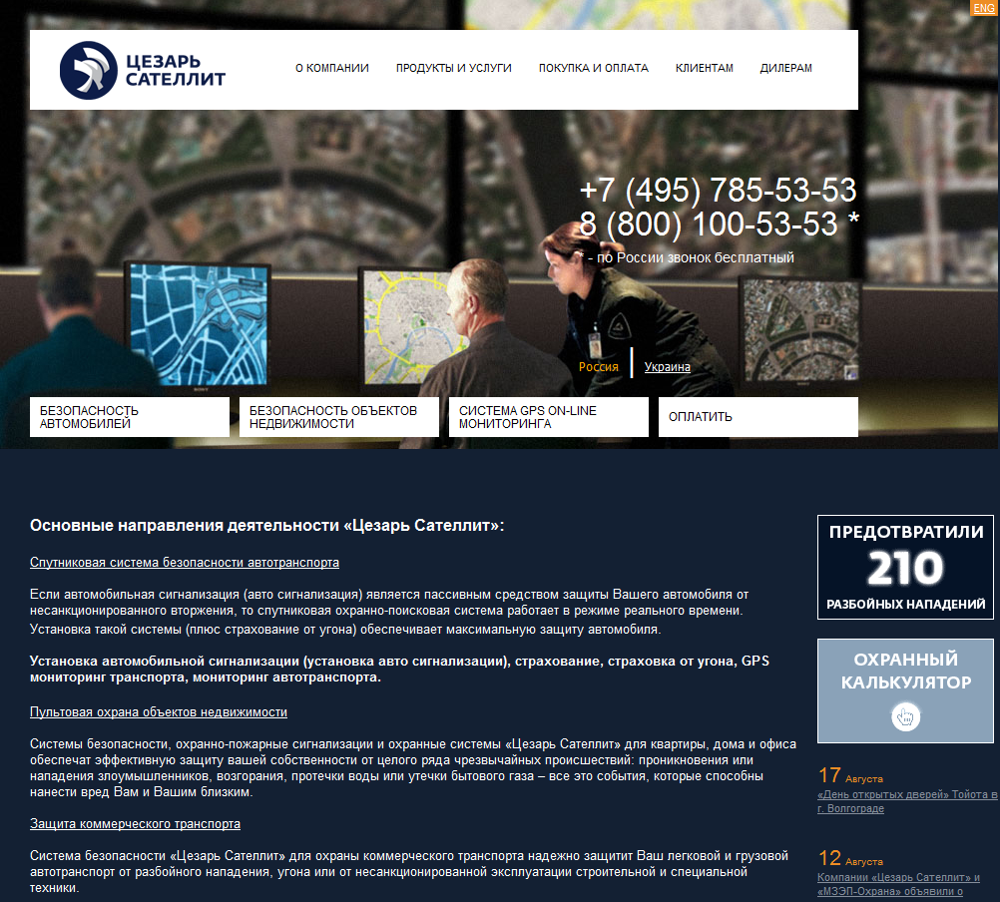 ENG
ЦЕЗАРЬ
САТЕЛЛИТ
О КОМПАНИИ ПРОДУКТЫ И УСЛУГИ ПОКУПКА И ОПЛАТА КЛИЕНТАМ ДИЛЕРАМ
+7 (495) 785-53-53
8 (800) 100-53-53 *
* - по России звонок бесплатный
Россия Украина
БЕЗОПАСНОСТЬ
АВТОМОБИЛЕЙ
БЕЗОПАСНОСТЬ ОБЪЕКТОВ
НЕДВИЖИМОСТИ
СИСТЕМА GPS ON-LINE
МОНИТОРИНГА
ОПЛАТИТЬ
Основные направления деятельности «Цезарь Сателлит»:
Спутниковая система безопасности автотранспорта
Если автомобильная сигнализация (авто сигнализация) является пассивным средством защиты Вашего автомобиля от
несанкционированного вторжения, то спутниковая охранно-поисковая система работает в режиме реального времени.
Установка такой системы (плюс страхование от угона) обеспечивает максимальную защиту автомобиля.
Установка автомобильной сигнализации (установка авто сигнализации), страхование, страховка от угона, GPS
мониторинг транспорта, мониторинг автотранспорта.
Пультовая охрана объектов недвижимости
Системы безопасности, охранно-пожарные сигнализации и охранные системы «Цезарь Сателлит» для квартиры, дома и офиса
обеспечат эффективную защиту вашей собственности от целого ряда чрезвычайных происшествий: проникновения или
нападения злоумышленников, возгорания, протечки воды или утечки бытового газа – все это события, которые способны
нанести вред Вам и Вашим близким.
Защита коммерческого транспорта
Система безопасности «Цезарь Сателлит» для охраны коммерческого транспорта надежно защитит Ваш легковой и грузовой
автотранспорт от разбойного нападения, угона или от несанкционированной эксплуатации строительной и специальной
техники.
ПРЕДОТВРАТИЛИ
210
РАЗБОЙНЫХ НАПАДЕНИЙ
ОХРАННЫЙ
КАЛЬКУЛЯТОР
17 Августа
«День открытых дверей» Тойота в
г. Волгограде
12 Августа
Компании «Цезарь Сателлит» и
«МЗЭП-Охрана» объявили о